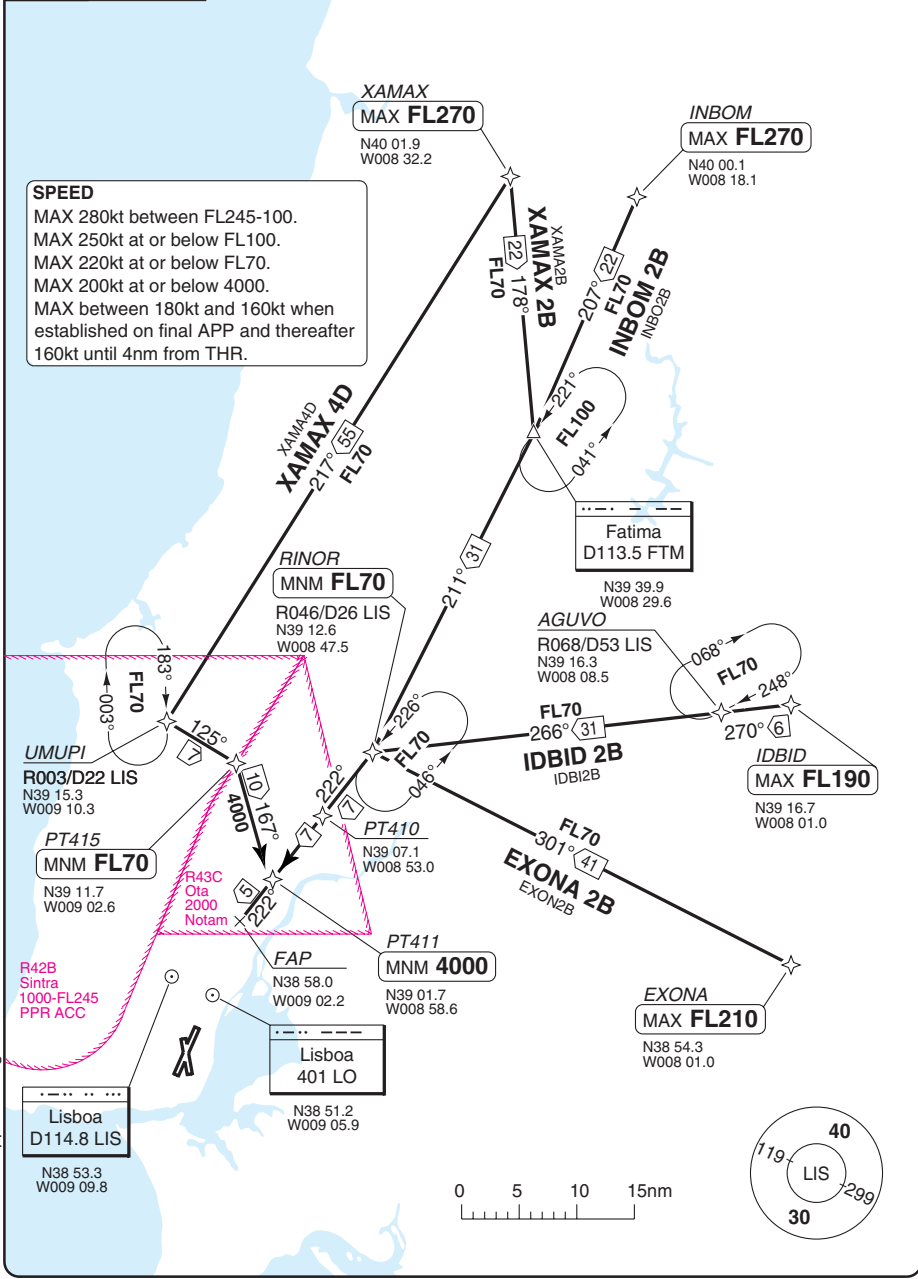 XAMAX
MAX FL270
N40 01.9
W008 32.2
INBOM
MAX FL270
N40 00.1
W008 18.1
SPEED
MAX 280kt between FL245-100.
MAX 250kt at or below FL100.
MAX 220kt at or below FL70.
MAX 200kt at or below 4000.
MAX between 180kt and 160kt when
established on final APP and thereafter
160kt until 4nm from THR.
22 178°
FL70
XAMAX 2B
XAMA2B
207° 22
FL70
INBOM 2B
INBO2B
XAMA4D
XAMAX 4D
217° 55
FL70
221°
FL100
041°
Fatima
D113.5 FTM
N39 39.9
W008 29.6
211° 31
RINOR
MNM FL70
R046/D26 LIS
N39 12.6
W008 47.5
AGUVO
R068/D53 LIS
N39 16.3
W008 08.5
068°
FL70
248°
183°
FL70
003°
125°
7
226°
FL70
046°
FL70
266° 31
IDBID 2B
IDBI2B
270° 6
IDBID
MAX FL190
N39 16.7
W008 01.0
UMUPI
R003/D22 LIS
N39 15.3
W009 10.3
10 167°
4000
222°
7
7
PT410
N39 07.1
W008 53.0
FL70
301° 41
EXONA 2B
EXON2B
PT415
MNM FL70
N39 11.7
W009 02.6
R43C
Ota
2000
Notam
5
222°
FAP
N38 58.0
W009 02.2
PT411
MNM 4000
N39 01.7
W008 58.6
R42B
Sintra
1000-FL245
PPR ACC
EXONA
MAX FL210
N38 54.3
W008 01.0
Lisboa
401 LO
N38 51.2
W009 05.9
Lisboa
D114.8 LIS
N38 53.3
W009 09.8
0 5 10 15nm
40
119
LIS
299
30